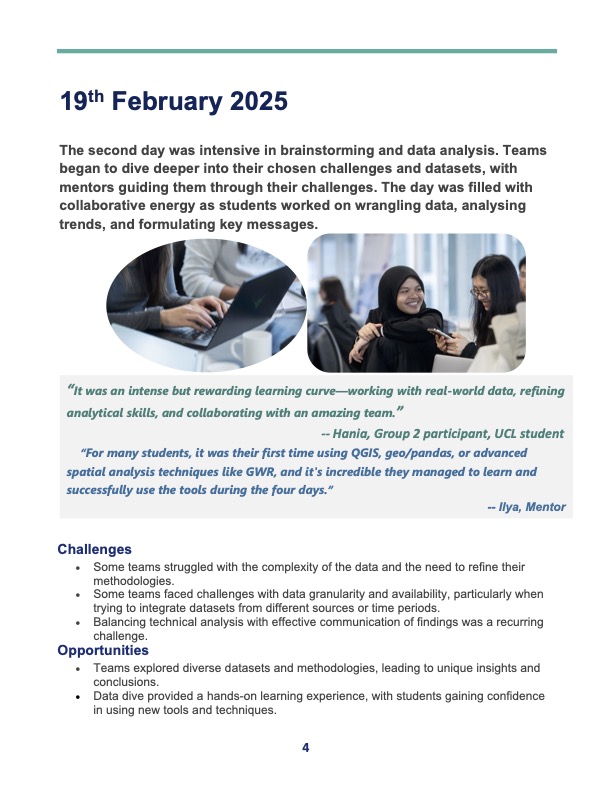 19th February 2025
The second day was intensive in brainstorming and data analysis. Teams
began to dive deeper into their chosen challenges and datasets, with
mentors guiding them through their challenges. The day was filled with
collaborative energy as students worked on wrangling data, analysing
trends, and formulating key messages.
“It was an intense but rewarding learning curve—working with real-world data, refining
analytical skills, and collaborating with an amazing team.”
-- Hania, Group 2 participant, UCL student
“For many students, it was their first time using QGIS, geo/pandas, or advanced
spatial analysis techniques like GWR, and it's incredible they managed to learn and
successfully use the tools during the four days.”
-- Ilya, Mentor
Challenges
• Some teams struggled with the complexity of the data and the need to refine their
methodologies.
• Some teams faced challenges with data granularity and availability, particularly when
trying to integrate datasets from different sources or time periods.
• Balancing technical analysis with effective communication of findings was a recurring
challenge.
Opportunities
• Teams explored diverse datasets and methodologies, leading to unique insights and
conclusions.
• Data dive provided a hands-on learning experience, with students gaining confidence
in using new tools and techniques.
4